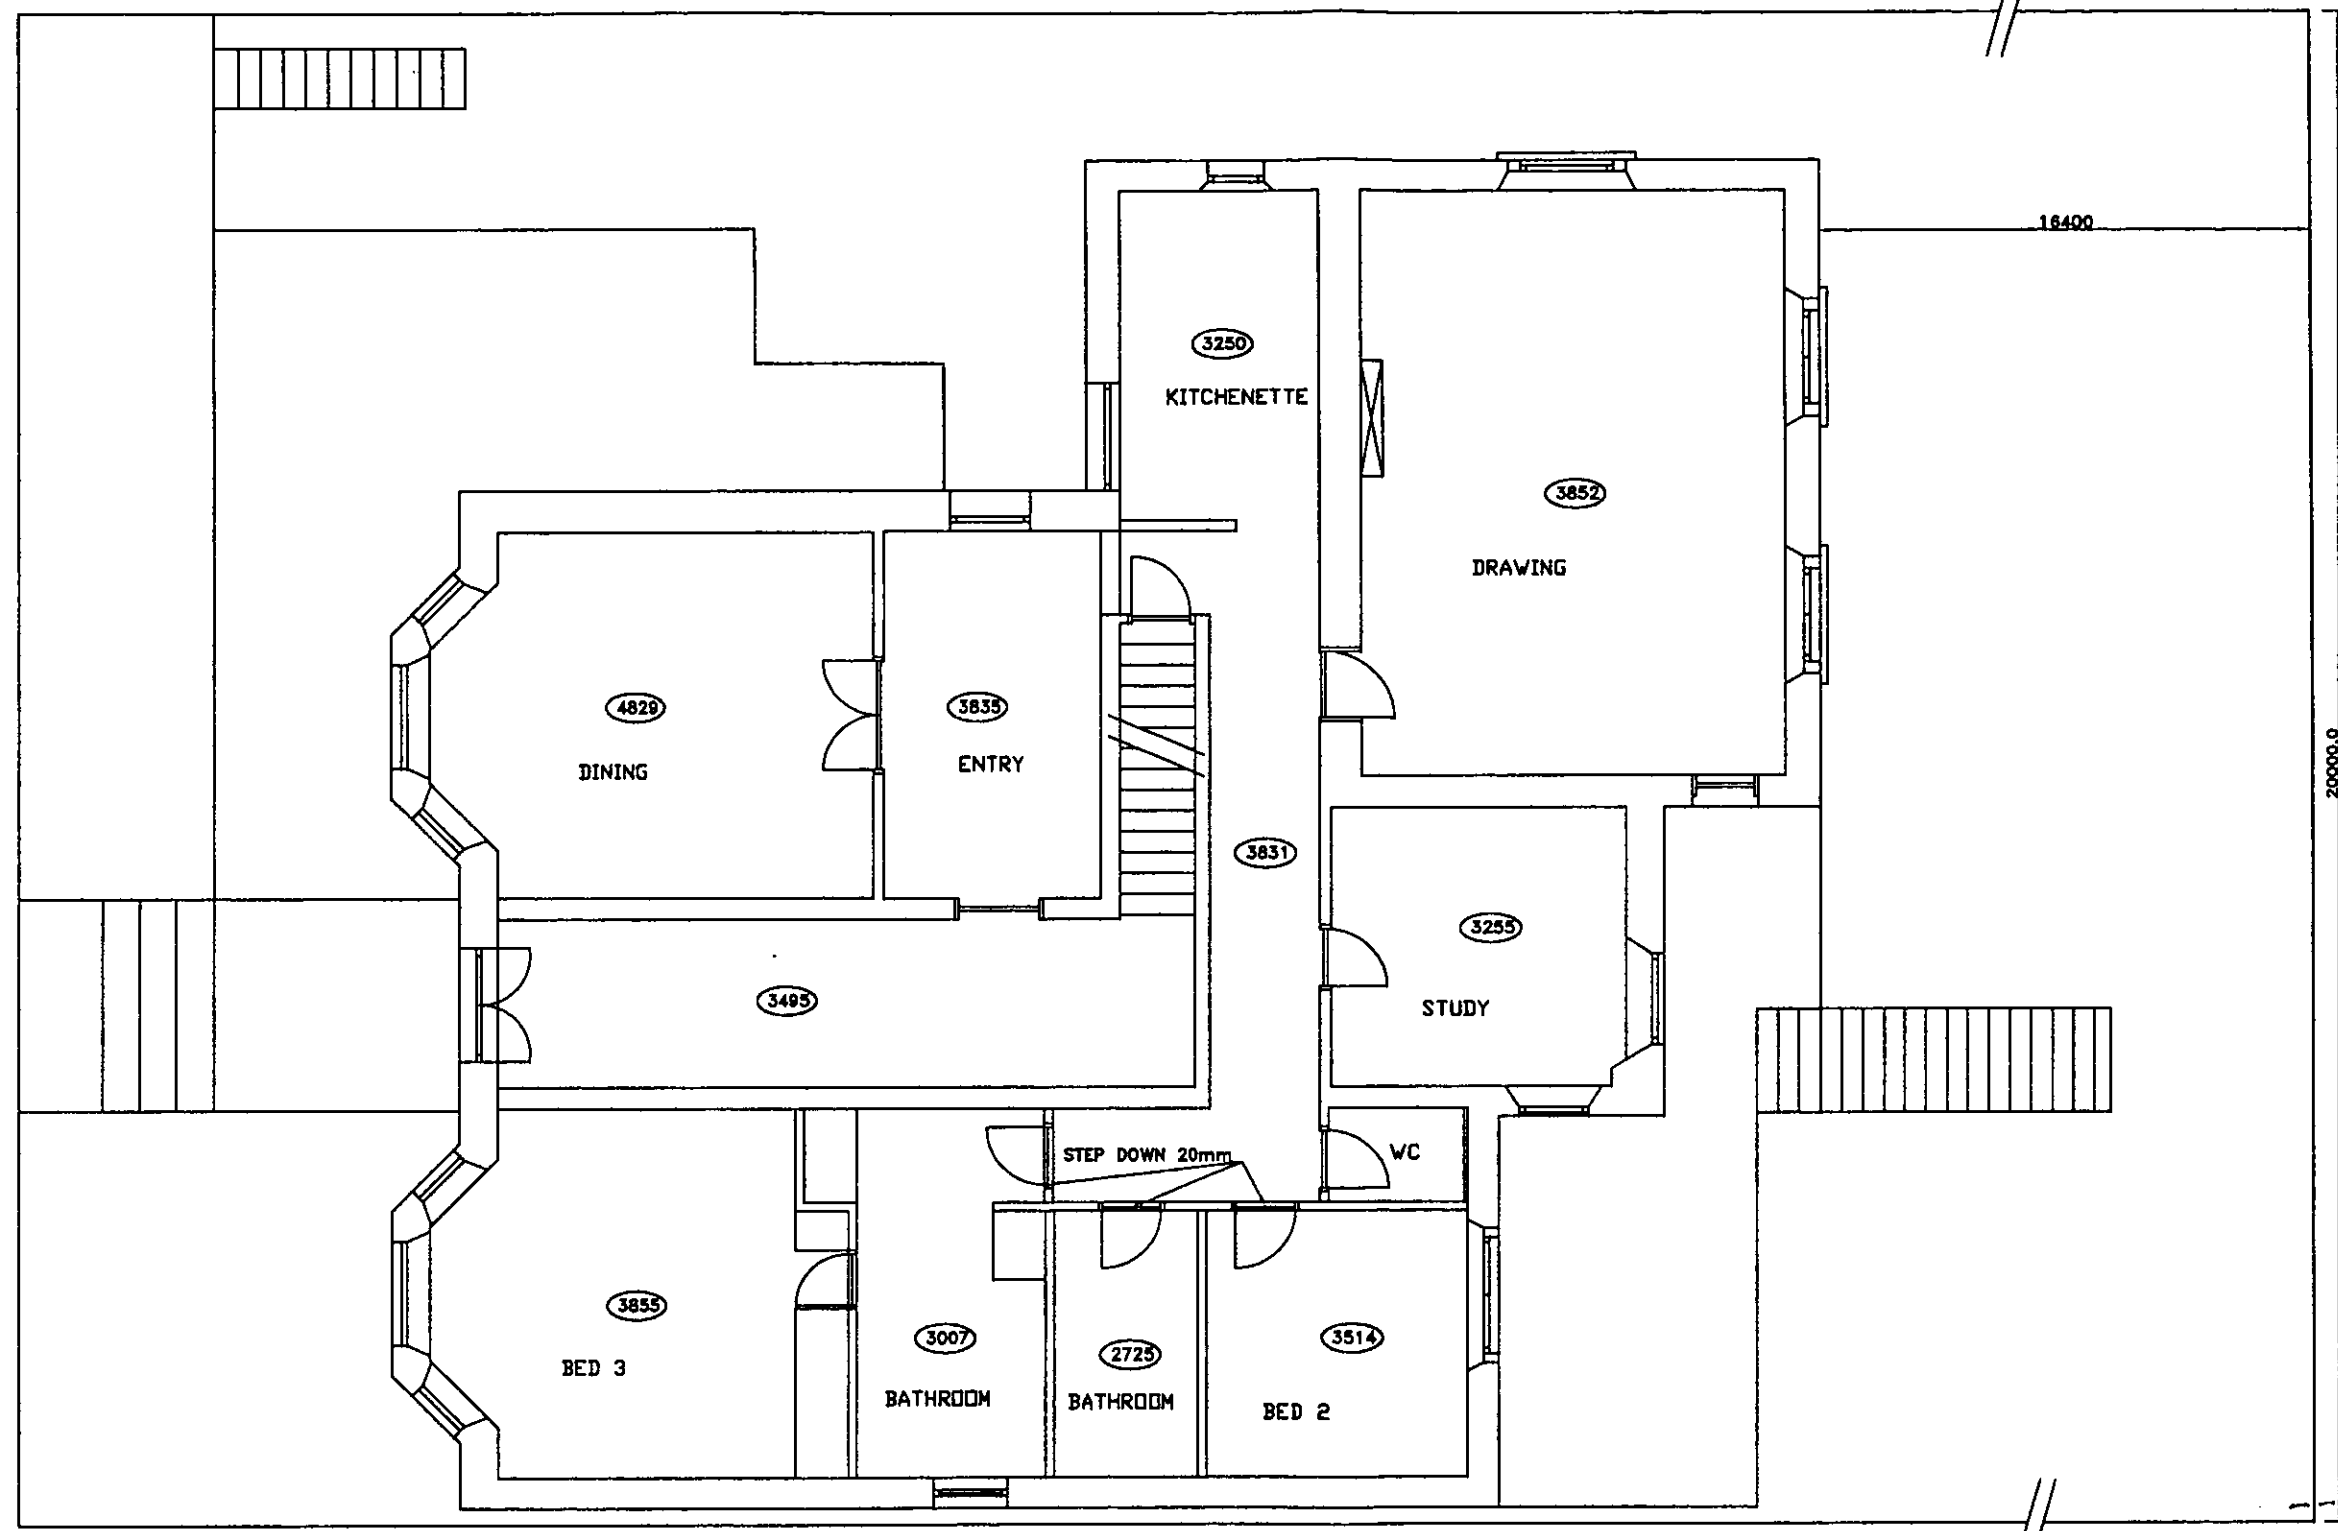 16400
3250
KITCHENETTE
3852
DRAWING
4829
DINING
3835
ENTRY
20000.0
3831
3255
STUDY
3495
STEP DOWN 20mm
WC
3855
BED 3
3007
BATHROOM
2725
BATHROOM
3514
BED 2